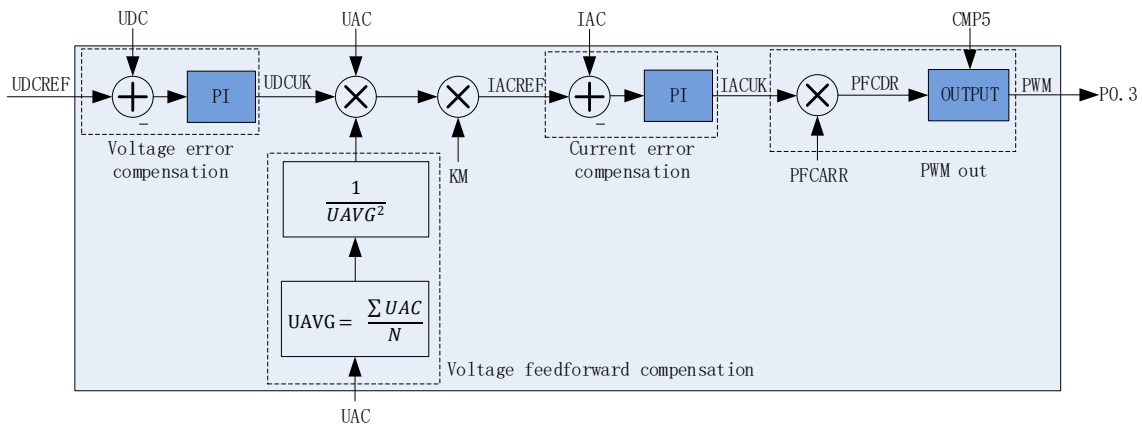 UDC
UAC
IAC
CMP5
UDCREF
+
−
PI
UDCUK
×
×
IACREF
+
−
PI
IACUK
×
PFCDR
OUTPUT
PWM
P0.3
Voltage error
compensation
KM
Current error
compensation
PFCARR
PWM out
1
UAVG²
UAVG = ∑ UAC
N
Voltage feedforward compensation
UAC